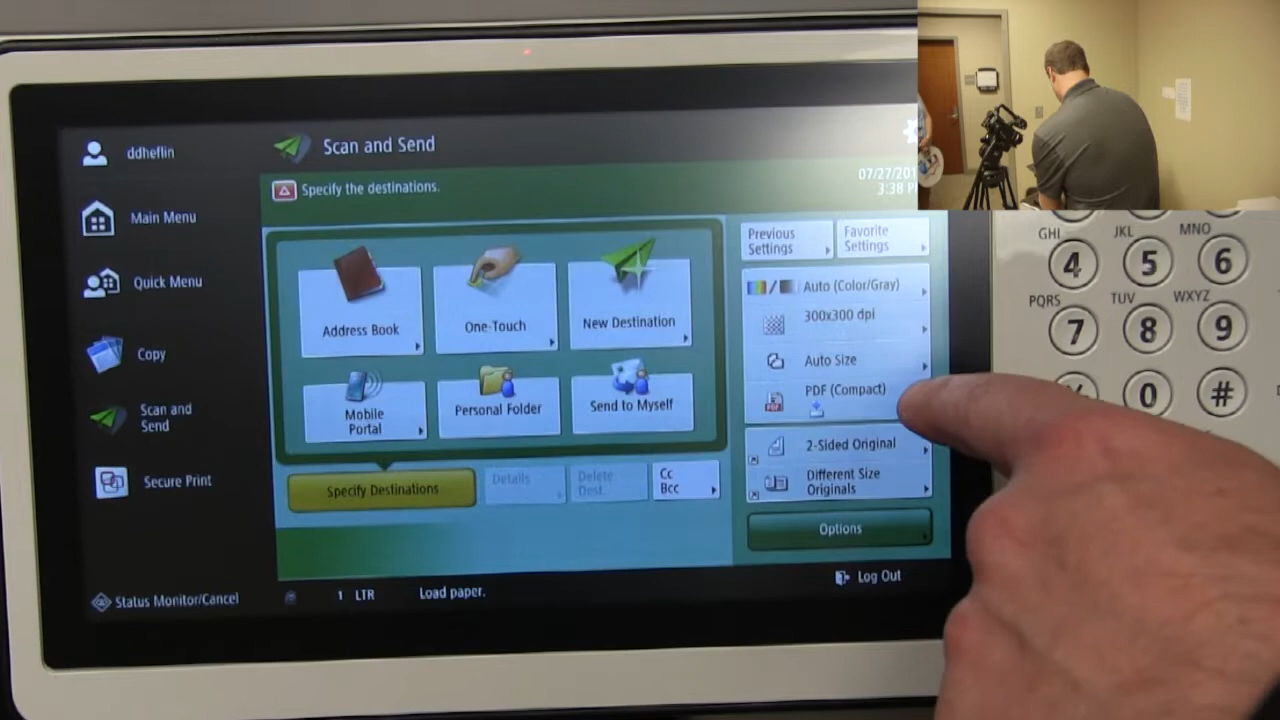 ddheflin
Main Menu
Quick Menu
Copy
Scan and
Send
Secure Print
Status Monitor/Cancel
Scan and Send
Specify the destinations.
07/27/201
3:38 P
Address Book
One-Touch
New Destination
Mobile
Portal
Personal Folder
Send to Myself
Specify Destinations
Details
Delete
Dest.
Cc
Bcc
Previous
Settings
Favorite
Settings
Auto (Color/Gray)
300x300 dpi
Auto Size
PDF (Compact)
PDF
2-Sided Original
Different Size
Originals
Options
Log Out
1 LTR Load paper.
GHI JKL MNO
4 5 6
PQRS TUV WXYZ
7 8 9
0 #